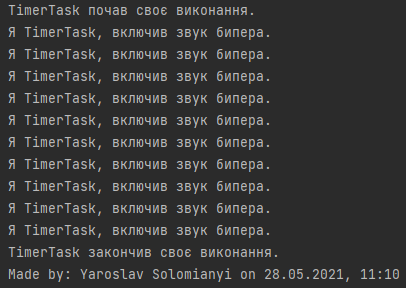 TimerTask почав своє виконання.
Я TimerTask, включив звук бипера.
Я TimerTask, включив звук бипера.
Я TimerTask, включив звук бипера.
Я TimerTask, включив звук бипера.
Я TimerTask, включив звук бипера.
Я TimerTask, включив звук бипера.
Я TimerTask, включив звук бипера.
Я TimerTask, включив звук бипера.
Я TimerTask, включив звук бипера.
Я TimerTask, включив звук бипера.
TimerTask закончив своє виконання.
Made by: Yaroslav Solomianyi on 28.05.2021, 11:10